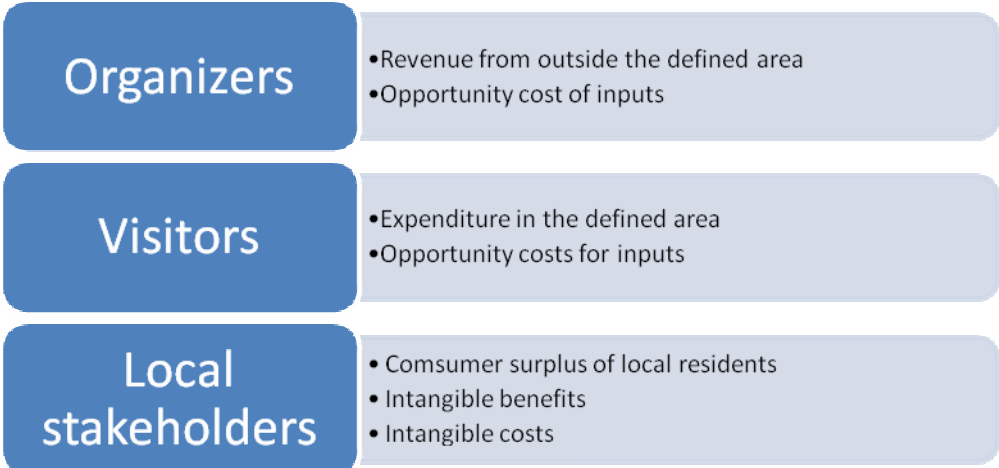 Organizers
•Revenue from outside the defined area
•Opportunity cost of inputs
Visitors
•Expenditure in the defined area
•Opportunity costs for inputs
Local
stakeholders
• Comsumer surplus of local residents
• Intangible benefits
• Intangible costs